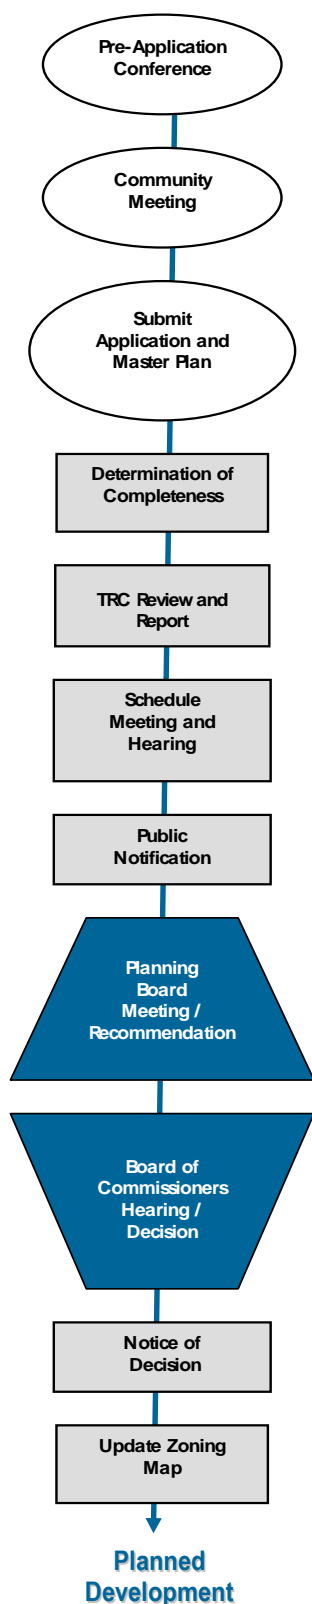 Pre-Application
Conference
Community
Meeting
Submit
Application and
Master Plan
Determination of
Completeness
TRC Review and
Report
Schedule
Meeting and
Hearing
Public
Notification
Planning
Board
Meeting /
Recommendation
Board of
Commissioners
Hearing /
Decision
Notice of
Decision
Update Zoning
Map
Planned
Development